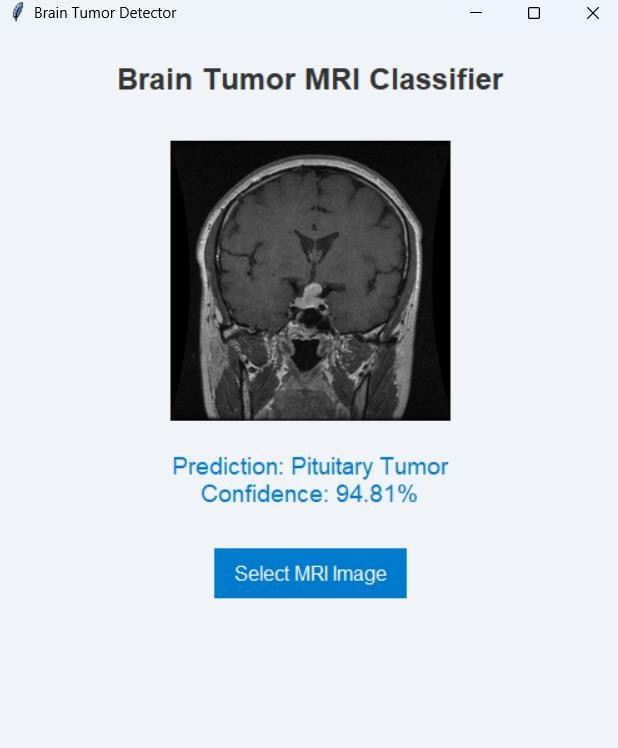 Brain Tumor Detector
Brain Tumor MRI Classifier
Prediction: Pituitary Tumor
Confidence: 94.81%
Select MRI Image